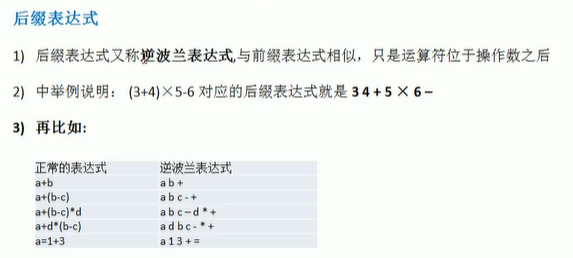 后缀表达式
1) 后缀表达式又称逆波兰表达式,与前缀表达式相似，只是运算符位于操作数之后
2) 中举例说明： (3+4)×5-6 对应的后缀表达式就是 3 4 + 5 × 6 –
3) 再比如:
正常的表达式 逆波兰表达式
a+b a b +
a+(b-c) a b c - +
a+(b-c)*d a b c – d * +
a+d*(b-c) a d b c - * +
a=1+3 a 1 3 + =